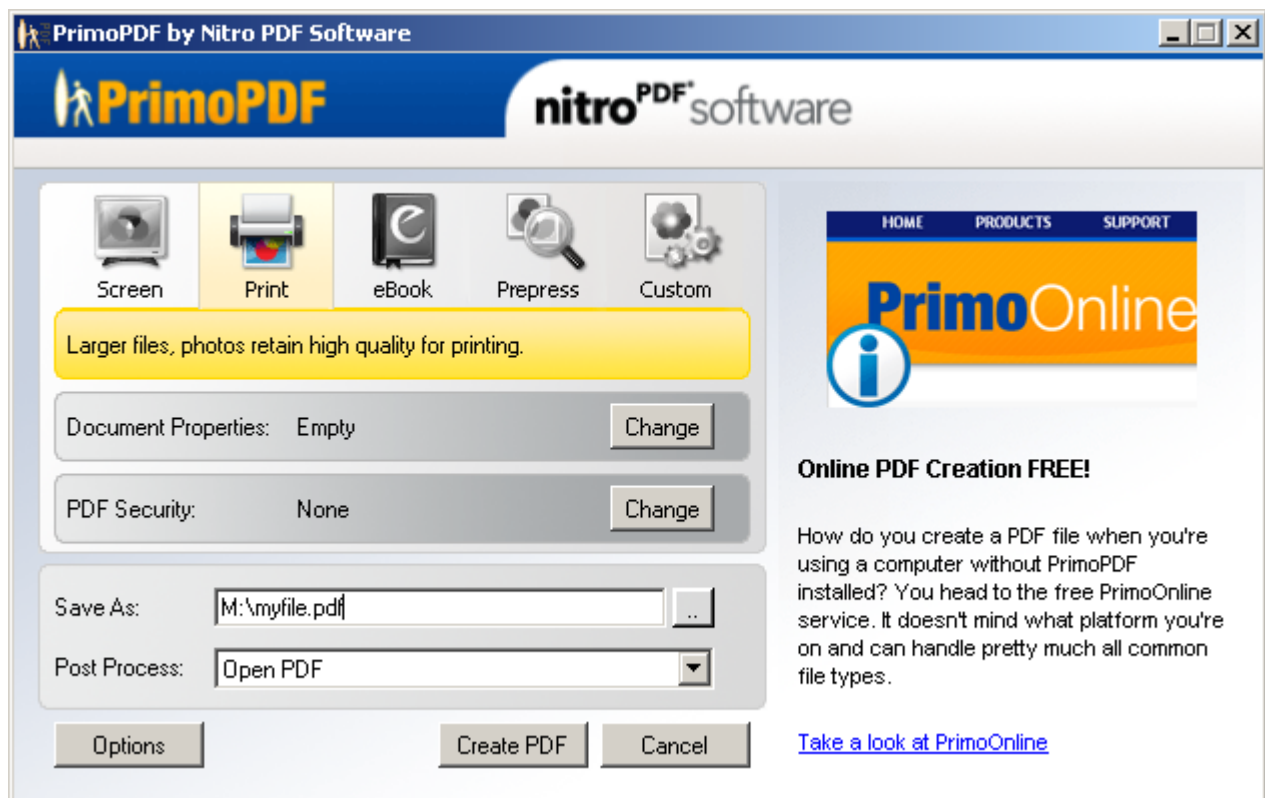 PrimoPDF by Nitro PDF Software
PrimoPDF
nitroPDF® software
Screen
Print
eBook
Prepress
Custom
Larger files, photos retain high quality for printing.
Document Properties: Empty
Change
PDF Security: None
Change
Save As: M:\myfile.pdf
..
Post Process: Open PDF
Options
Create PDF
Cancel
HOME PRODUCTS SUPPORT
PrimoOnline
i
Online PDF Creation FREE!
How do you create a PDF file when you're
using a computer without PrimoPDF
installed? You head to the free PrimoOnline
service. It doesn't mind what platform you're
on and can handle pretty much all common
file types.
Take a look at PrimoOnline